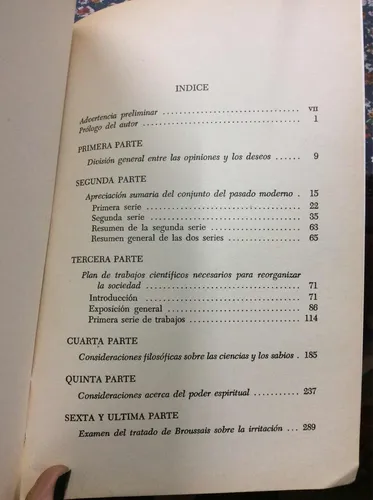 INDICE
Advertencia preliminar ........................ VII
Prólogo del autor ........................ 1
PRIMERA PARTE
División general entre las opiniones y los deseos ...... 9
SEGUNDA PARTE
Apreciación sumaria del conjunto del pasado moderno . 15
Primera serie ........................ 22
Segunda serie ........................ 35
Resumen de la segunda serie ........................ 63
Resumen general de las dos series ........................ 65
TERCERA PARTE
Plan de trabajos científicos necesarios para reorganizar
la sociedad ........................ 71
Introducción ........................ 71
Exposición general ........................ 86
Primera serie de trabajos ........................ 114
CUARTA PARTE
Consideraciones filosóficas sobre las ciencias y los sabios . 185
QUINTA PARTE
Consideraciones acerca del poder espiritual ............ 237
SEXTA Y ULTIMA PARTE
Examen del tratado de Broussais sobre la irritación ... 289